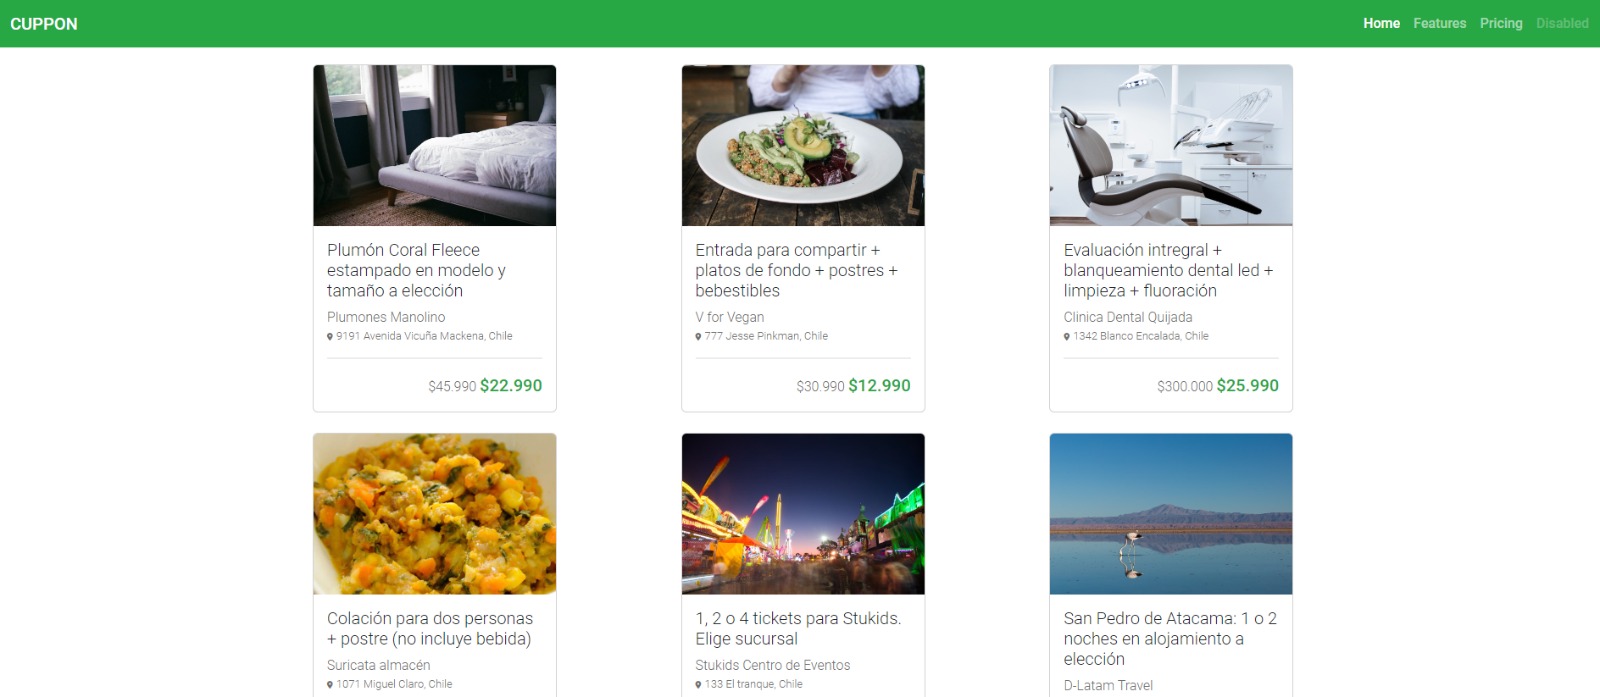 CUPPON
Home Features Pricing Disabled
Plumón Coral Fleece
estampado en modelo y
tamaño a elección
Plumones Manolino
9191 Avenida Vicuña Mackena, Chile
$45.990 $22.990
Entrada para compartir +
platos de fondo + postres +
bebestibles
V for Vegan
777 Jesse Pinkman, Chile
$30.990 $12.990
Evaluación intregral +
blanqueamiento dental led +
limpieza + fluoración
Clinica Dental Quijada
1342 Blanco Encalada, Chile
$300.000 $25.990
Colación para dos personas
+ postre (no incluye bebida)
Suricata almacén
1071 Miguel Claro, Chile
1, 2 o 4 tickets para Stukids.
Elige sucursal
Stukids Centro de Eventos
133 El tranque, Chile
San Pedro de Atacama: 1 o 2
noches en alojamiento a
elección
D-Latam Travel